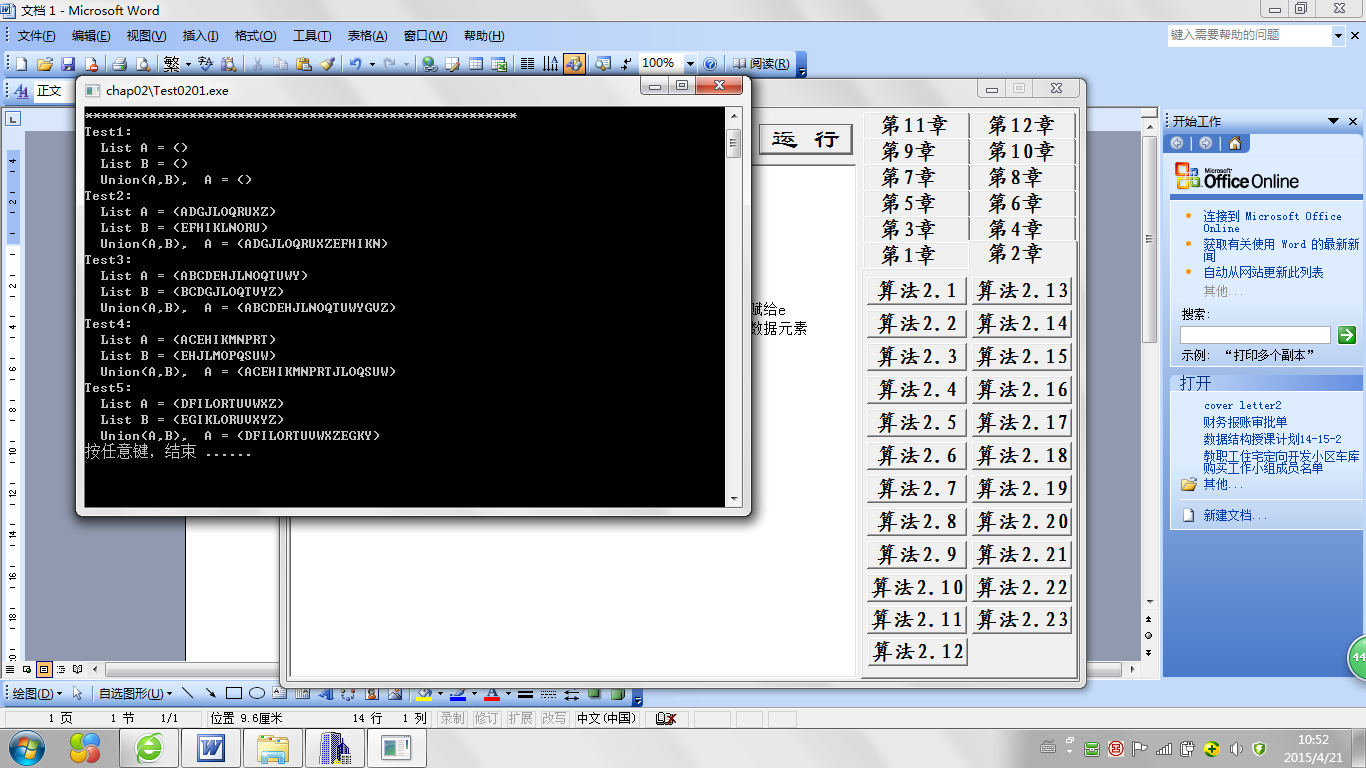 文档 1 - Microsoft Word
文件(F) 编辑(E) 视图(V) 插入(I) 格式(O) 工具(T) 表格(A) 窗口(W) 帮助(H)
键入需要帮助的问题
繁 100% 阅读(R)
正文
chap02\Test0201.exe
******************************************************
Test1:
List A = ()
List B = ()
Union(A,B), A = ()
Test2:
List A = (ADGJLOQRUXZ)
List B = (EFHIKLNORU)
Union(A,B), A = (ADGJLOQRUXZEFHIKN)
Test3:
List A = (ABCDEHJLNOQTUWY)
List B = (BCDGJLOQTVYZ)
Union(A,B), A = (ABCDEHJLNOQTUWYGVZ)
Test4:
List A = (ACEHIKMNPRT)
List B = (EHJLMOPQSUW)
Union(A,B), A = (ACEHIKMNPRTJLOQSUW)
Test5:
List A = (DFILORTUVWXZ)
List B = (EGIKLORUVXYZ)
Union(A,B), A = (DFILORTUVWXZEGKY)
按任意键，结束 ......
运 行
赋给e
数据元素
第11章 第12章
第9章 第10章
第7章 第8章
第5章 第6章
第3章 第4章
第1章 第2章
算法2.1 算法2.13
算法2.2 算法2.14
算法2.3 算法2.15
算法2.4 算法2.16
算法2.5 算法2.17
算法2.6 算法2.18
算法2.7 算法2.19
算法2.8 算法2.20
算法2.9 算法2.21
算法2.10 算法2.22
算法2.11 算法2.23
算法2.12
开始工作
Microsoft
Office Online
连接到 Microsoft Office
Online
获取有关使用 Word 的最新新
闻
自动从网站更新此列表
其他...
搜索:
示例: “打印多个副本”
打开
cover letter2
财务报账审批单
数据结构授课计划14-15-2
教职工住宅定向开发小区车库
购买工作小组成员名单
其他...
新建文档...
44
绘图(D) 自选图形(U)
1 页 1 节 1/1 位置 9.6厘米 14 行 1 列 录制 修订 扩展 改写 中文(中国)
10:52
2015/4/21